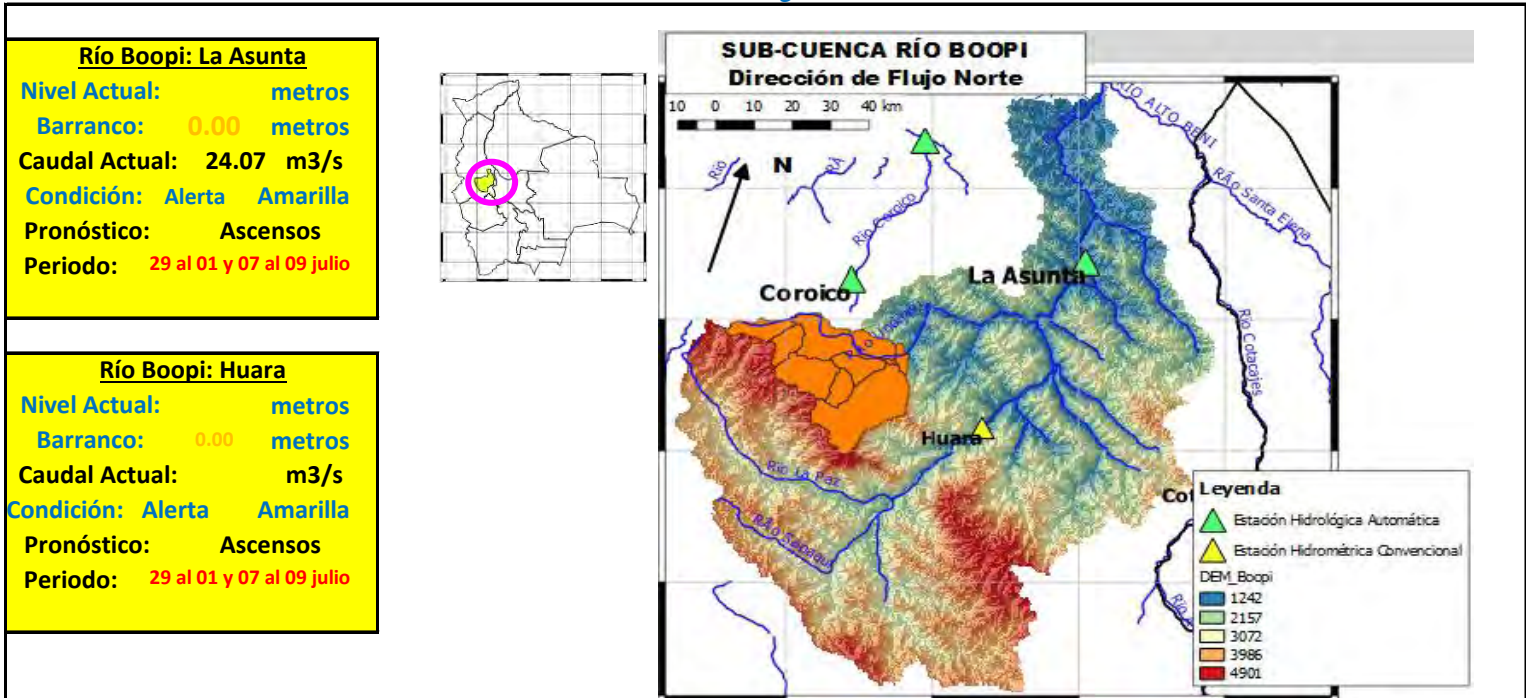 Río Boopi: La Asunta
Nivel Actual: metros
Barranco: 0.00 metros
Caudal Actual: 24.07 m3/s
Condición: Alerta Amarilla
Pronóstico: Ascensos
Periodo: 29 al 01 y 07 al 09 julio
Río Boopi: Huara
Nivel Actual: metros
Barranco: 0.00 metros
Caudal Actual: m3/s
Condición: Alerta Amarilla
Pronóstico: Ascensos
Periodo: 29 al 01 y 07 al 09 julio
SUB-CUENCA RÍO BOOPI
Dirección de Flujo Norte
10 0 10 20 30 40 km
N
RÍO ALTO BENI
Río
RÃ
RÃo Santa Elena
Río Coroico
La Asunta
Coroico
Río Cotacajes
Huara
Río La Paz
RÃo Sapaqui
Leyenda
Estación Hidrológica Automática
Estación Hidrométrica Convencional
DEM_Boopi
1242
2157
3072
3986
4901